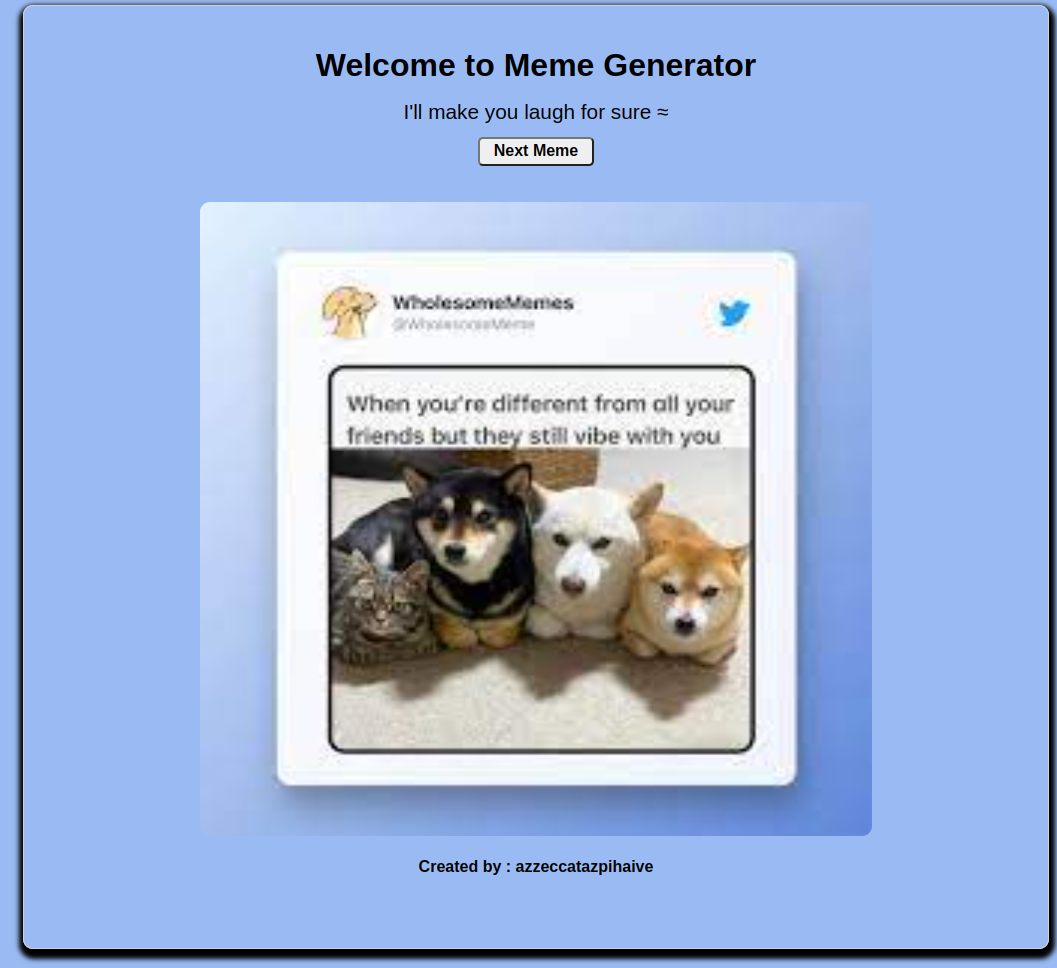 Welcome to Meme Generator
I'll make you laugh for sure ≈
Next Meme
WholesomeMemes
@WholesomeMeme
When you're different from all your
friends but they still vibe with you
Created by : azzeccatazpihaive